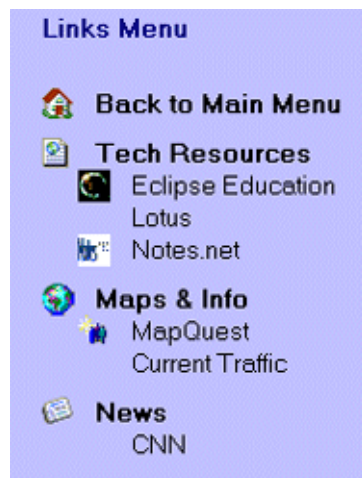 Links Menu
Back to Main Menu
Tech Resources
Eclipse Education
Lotus
Notes.net
Maps & Info
MapQuest
Current Traffic
News
CNN